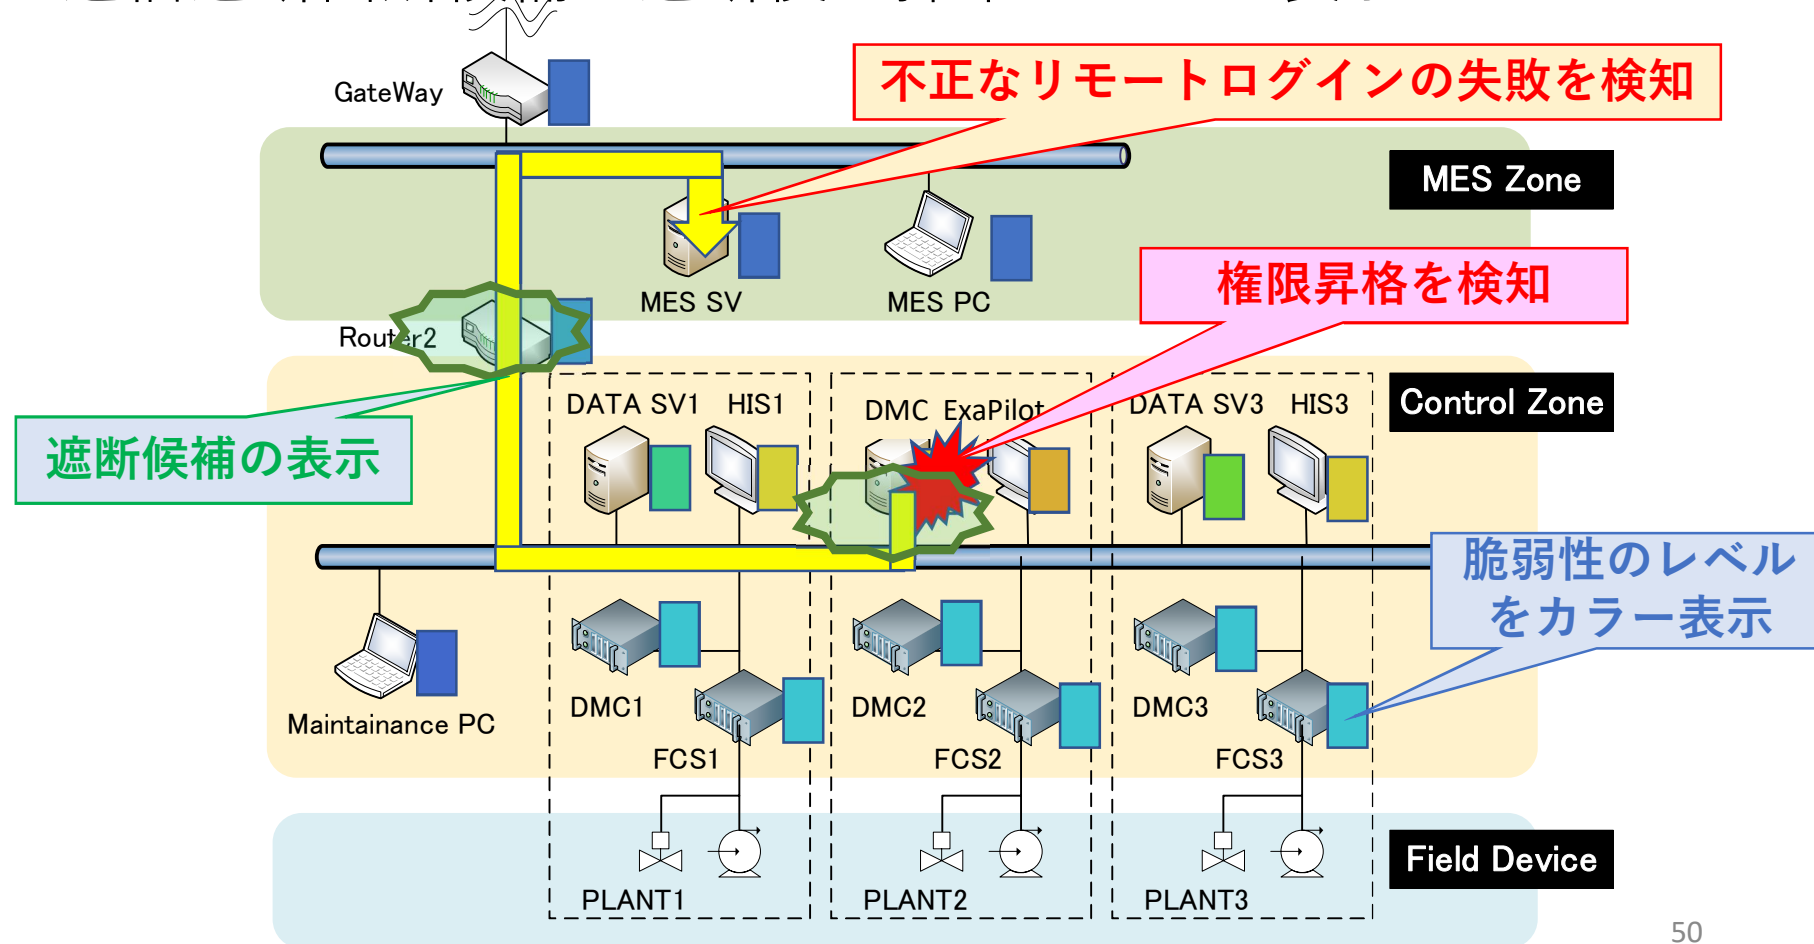 GateWay
不正なリモートログインの失敗を検知
MES Zone
権限昇格を検知
MES SV
MES PC
Router2
Control Zone
DATA SV1
HIS1
DMC
ExaPilot
DATA SV3
HIS3
遮断候補の表示
脆弱性のレベル
をカラー表示
DMC1
DMC2
DMC3
Maintainance PC
FCS1
FCS2
FCS3
Field Device
PLANT1
PLANT2
PLANT3
50